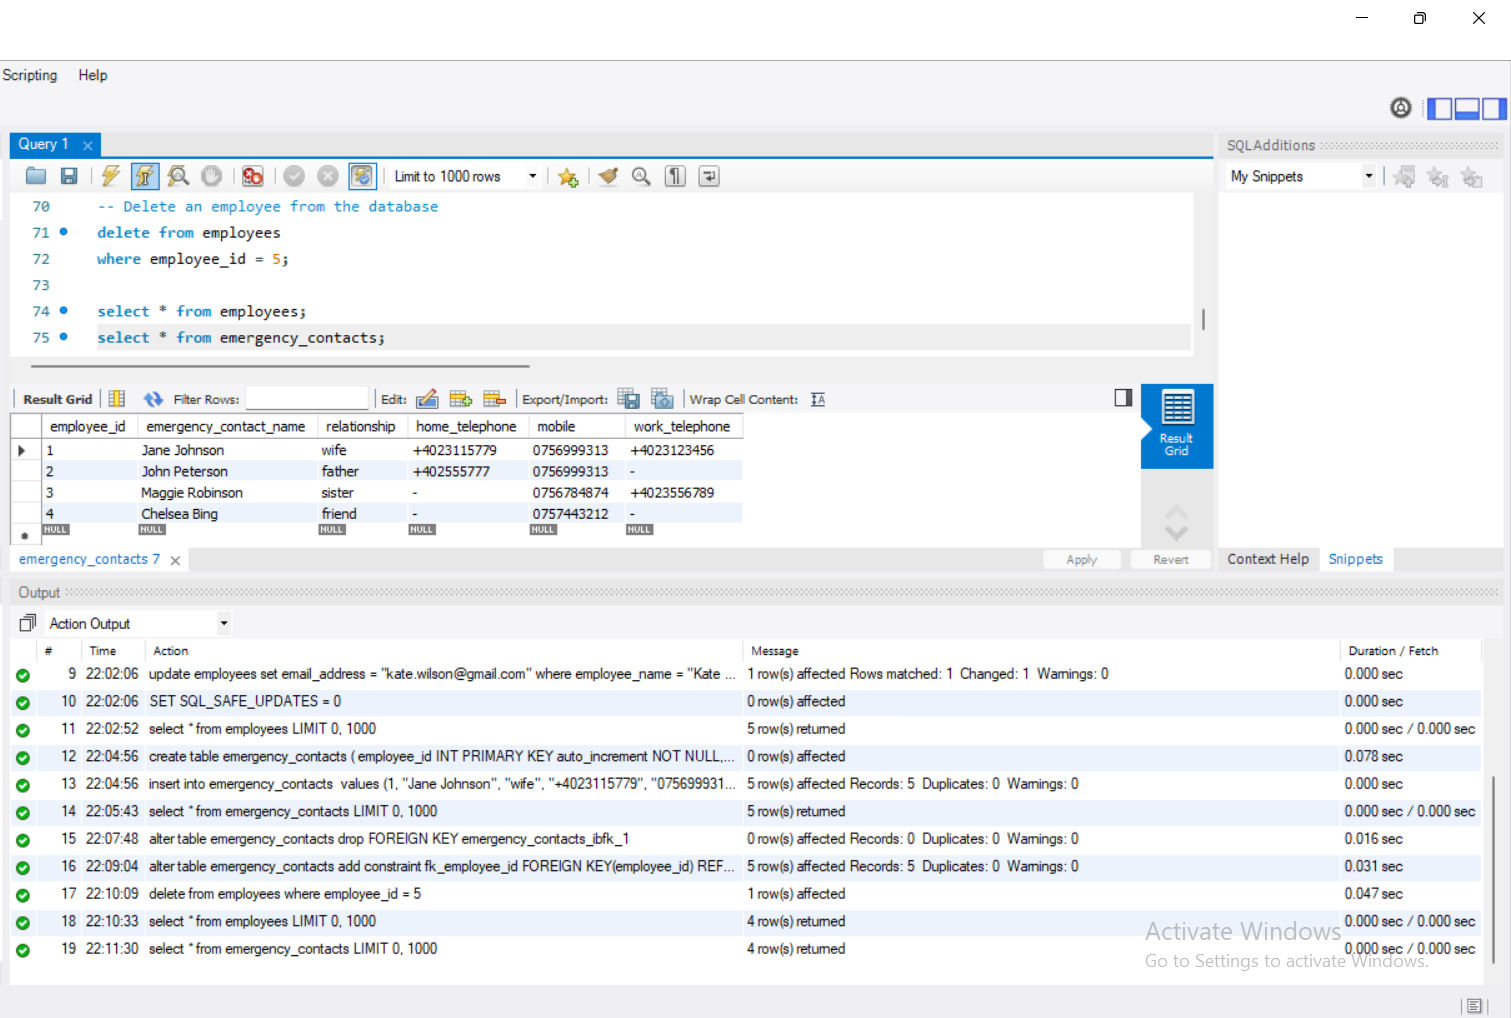 Scripting Help
Query 1
SQLAdditions
Limit to 1000 rows
My Snippets
70 -- Delete an employee from the database
71 delete from employees
72 where employee_id = 5;
73
74 select * from employees;
75 select * from emergency_contacts;
Result Grid Filter Rows: Edit: Export/Import: Wrap Cell Content:
Result
Grid
employee_id emergency_contact_name relationship home_telephone mobile work_telephone
1 Jane Johnson wife +4023115779 0756999313 +4023123456
2 John Peterson father +402555777 0756999313 -
3 Maggie Robinson sister - 0756784874 +4023556789
4 Chelsea Bing friend - 0757443212 -
NULL NULL NULL NULL NULL NULL
emergency_contacts 7 Apply Revert
Context Help Snippets
Output
Action Output
# Time Action Message Duration / Fetch
9 22:02:06 update employees set email_address = "kate.wilson@gmail.com" where employee_name = "Kate ... 1 row(s) affected Rows matched: 1 Changed: 1 Warnings: 0 0.000 sec
10 22:02:06 SET SQL_SAFE_UPDATES = 0 0 row(s) affected 0.000 sec
11 22:02:52 select * from employees LIMIT 0, 1000 5 row(s) returned 0.000 sec / 0.000 sec
12 22:04:56 create table emergency_contacts ( employee_id INT PRIMARY KEY auto_increment NOT NULL,... 0 row(s) affected 0.078 sec
13 22:04:56 insert into emergency_contacts values (1, "Jane Johnson", "wife", "+4023115779", "075699931... 5 row(s) affected Records: 5 Duplicates: 0 Warnings: 0 0.000 sec
14 22:05:43 select * from emergency_contacts LIMIT 0, 1000 5 row(s) returned 0.000 sec / 0.000 sec
15 22:07:48 alter table emergency_contacts drop FOREIGN KEY emergency_contacts_ibfk_1 0 row(s) affected Records: 0 Duplicates: 0 Warnings: 0 0.016 sec
16 22:09:04 alter table emergency_contacts add constraint fk_employee_id FOREIGN KEY(employee_id) REF... 5 row(s) affected Records: 5 Duplicates: 0 Warnings: 0 0.031 sec
17 22:10:09 delete from employees where employee_id = 5 1 row(s) affected 0.047 sec
18 22:10:33 select * from employees LIMIT 0, 1000 4 row(s) returned 0.000 sec / 0.000 sec
19 22:11:30 select * from emergency_contacts LIMIT 0, 1000 4 row(s) returned 0.000 sec / 0.000 sec
Activate Windows
Go to Settings to activate Windows.